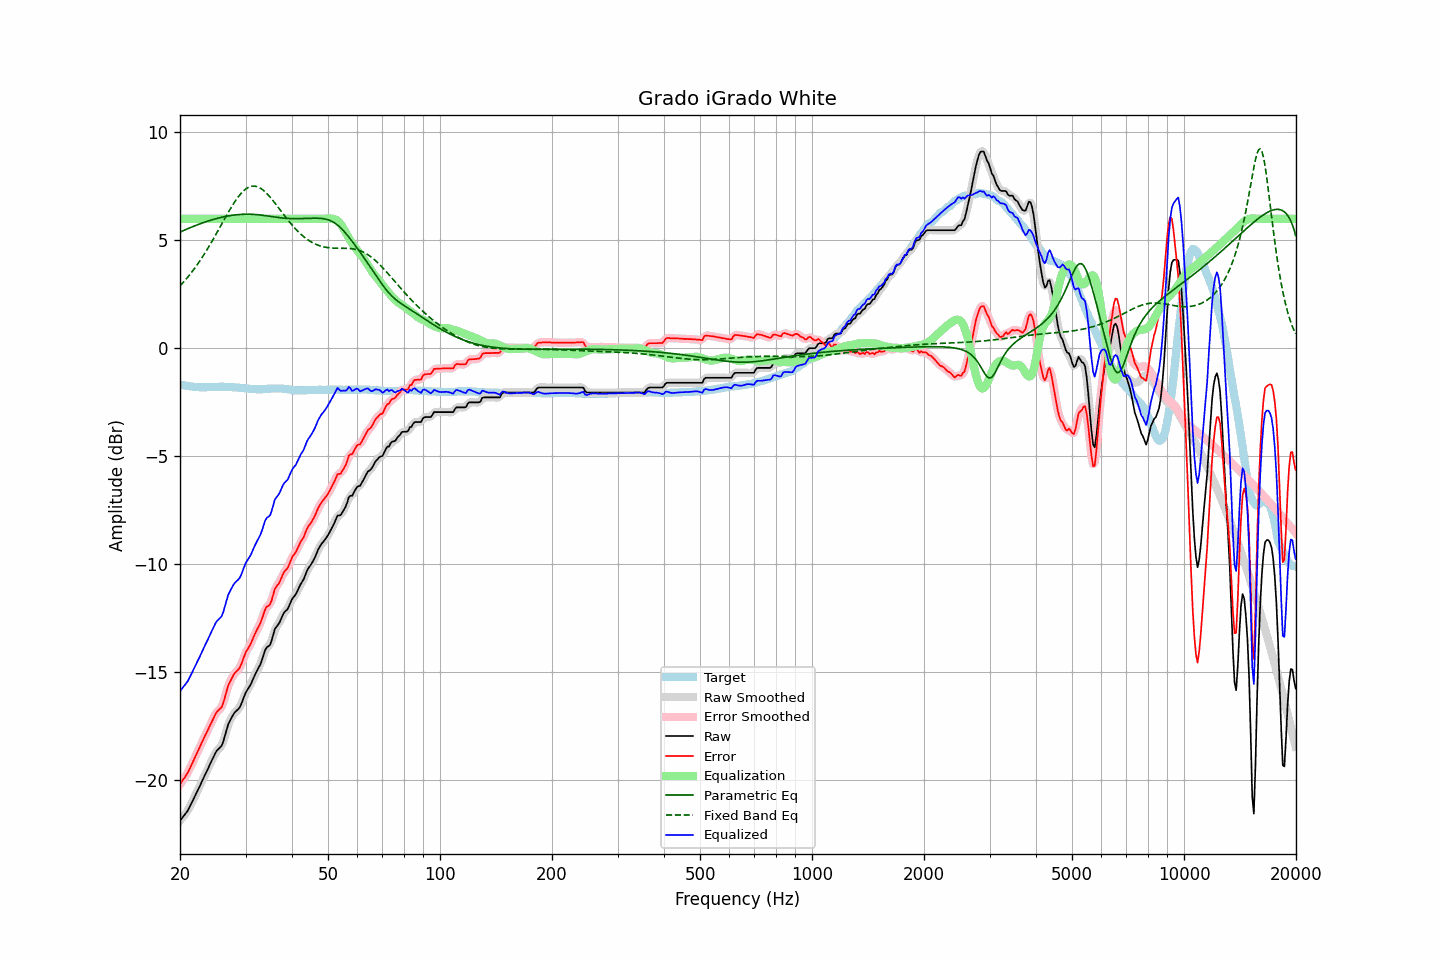 Grado iGrado White
10
5
0
−5
−10
−15
−20
Amplitude (dBr)
20
50
100
200
500
1000
2000
5000
10000
20000
Frequency (Hz)
Target
Raw Smoothed
Error Smoothed
Raw
Error
Equalization
Parametric Eq
Fixed Band Eq
Equalized